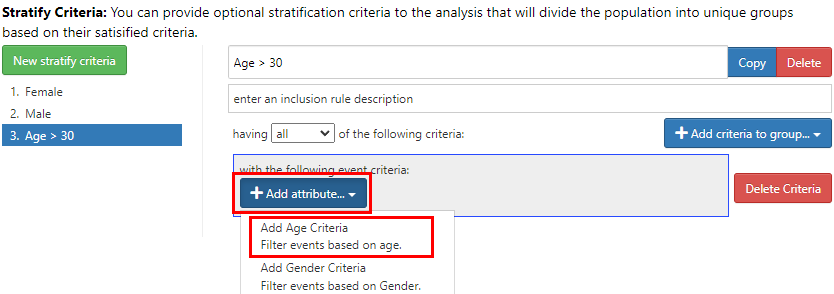 Stratify Criteria: You can provide optional stratification criteria to the analysis that will divide the population into unique groups
based on their satisified criteria.
New stratify criteria
Age > 30
Copy
Delete
1. Female
enter an inclusion rule description
2. Male
3. Age > 30
having all of the following criteria:
Add criteria to group...
with the following event criteria:
Add attribute...
Delete Criteria
Add Age Criteria
Filter events based on age.
Add Gender Criteria
Filter events based on Gender.